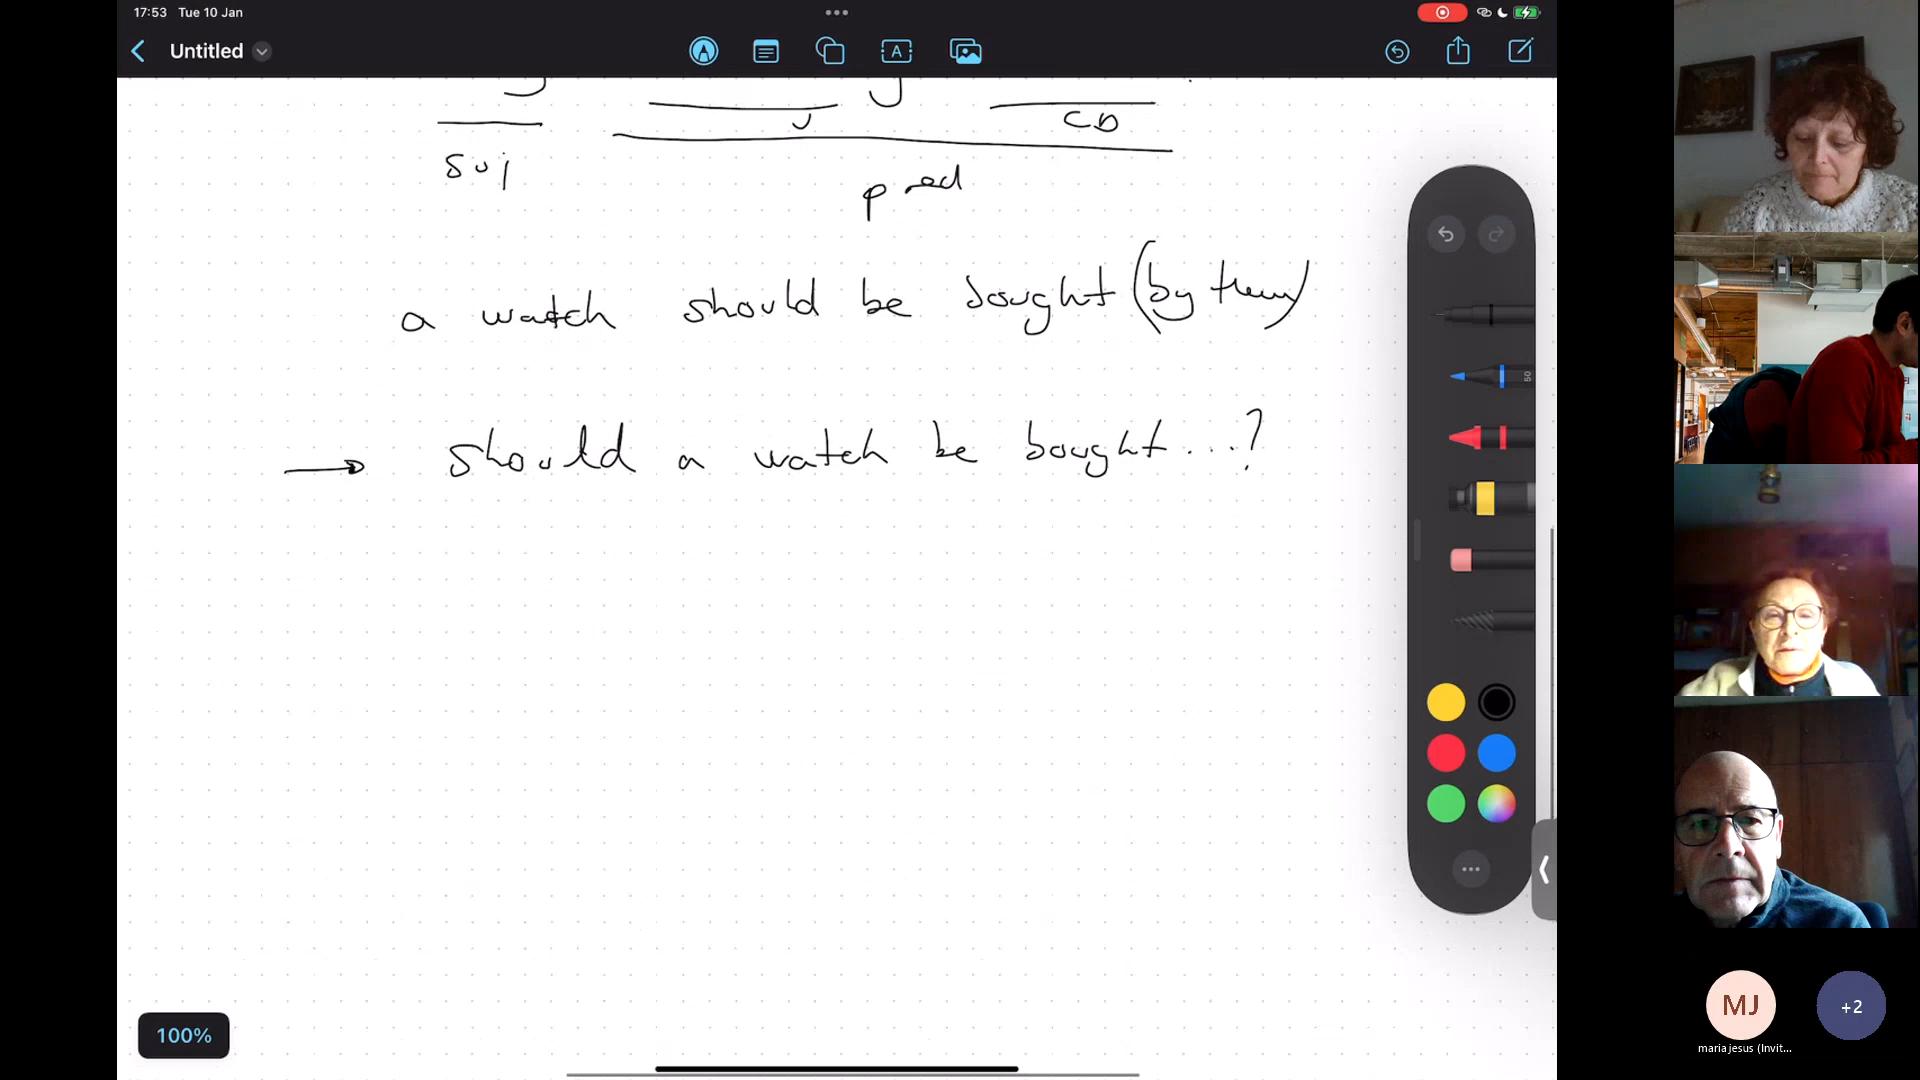 17:53 Tue 10 Jan
Untitled
A
v
CD
suj
pred
a watch should be bought (by them)
50
→ should a watch be bought...?
100%
MJ
+2
maria jesus (Invit...